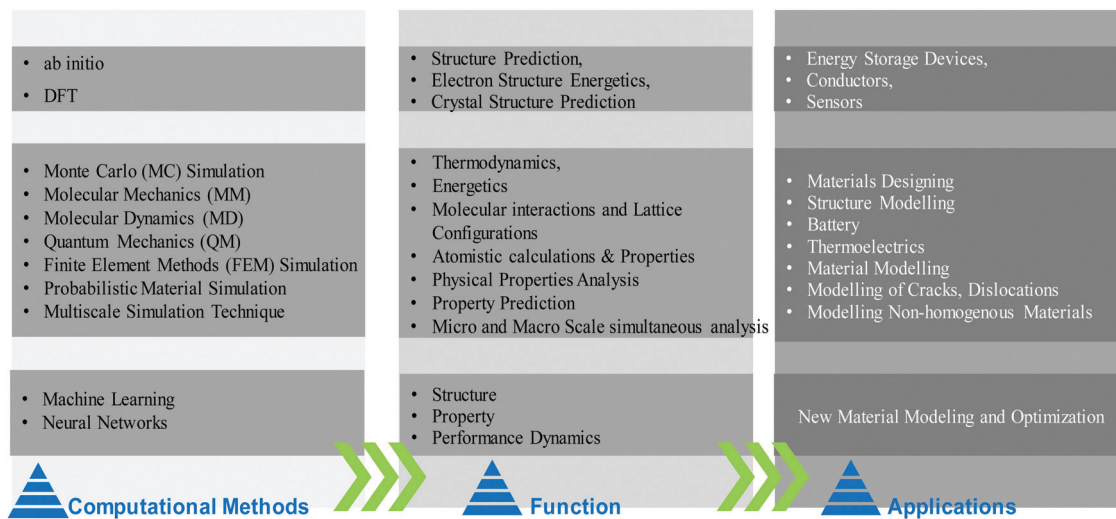 • ab initio
• DFT
• Monte Carlo (MC) Simulation
• Molecular Mechanics (MM)
• Molecular Dynamics (MD)
• Quantum Mechanics (QM)
• Finite Element Methods (FEM) Simulation
• Probabilistic Material Simulation
• Multiscale Simulation Technique
• Machine Learning
• Neural Networks
Computational Methods
• Structure Prediction,
• Electron Structure Energetics,
• Crystal Structure Prediction
• Thermodynamics,
• Energetics
• Molecular interactions and Lattice
Configurations
• Atomistic calculations & Properties
• Physical Properties Analysis
• Property Prediction
• Micro and Macro Scale simultaneous analysis
• Structure
• Property
• Performance Dynamics
Function
• Energy Storage Devices,
• Conductors,
• Sensors
• Materials Designing
• Structure Modelling
• Battery
• Thermoelectrics
• Material Modelling
• Modelling of Cracks, Dislocations
• Modelling Non-homogenous Materials
New Material Modeling and Optimization
Applications